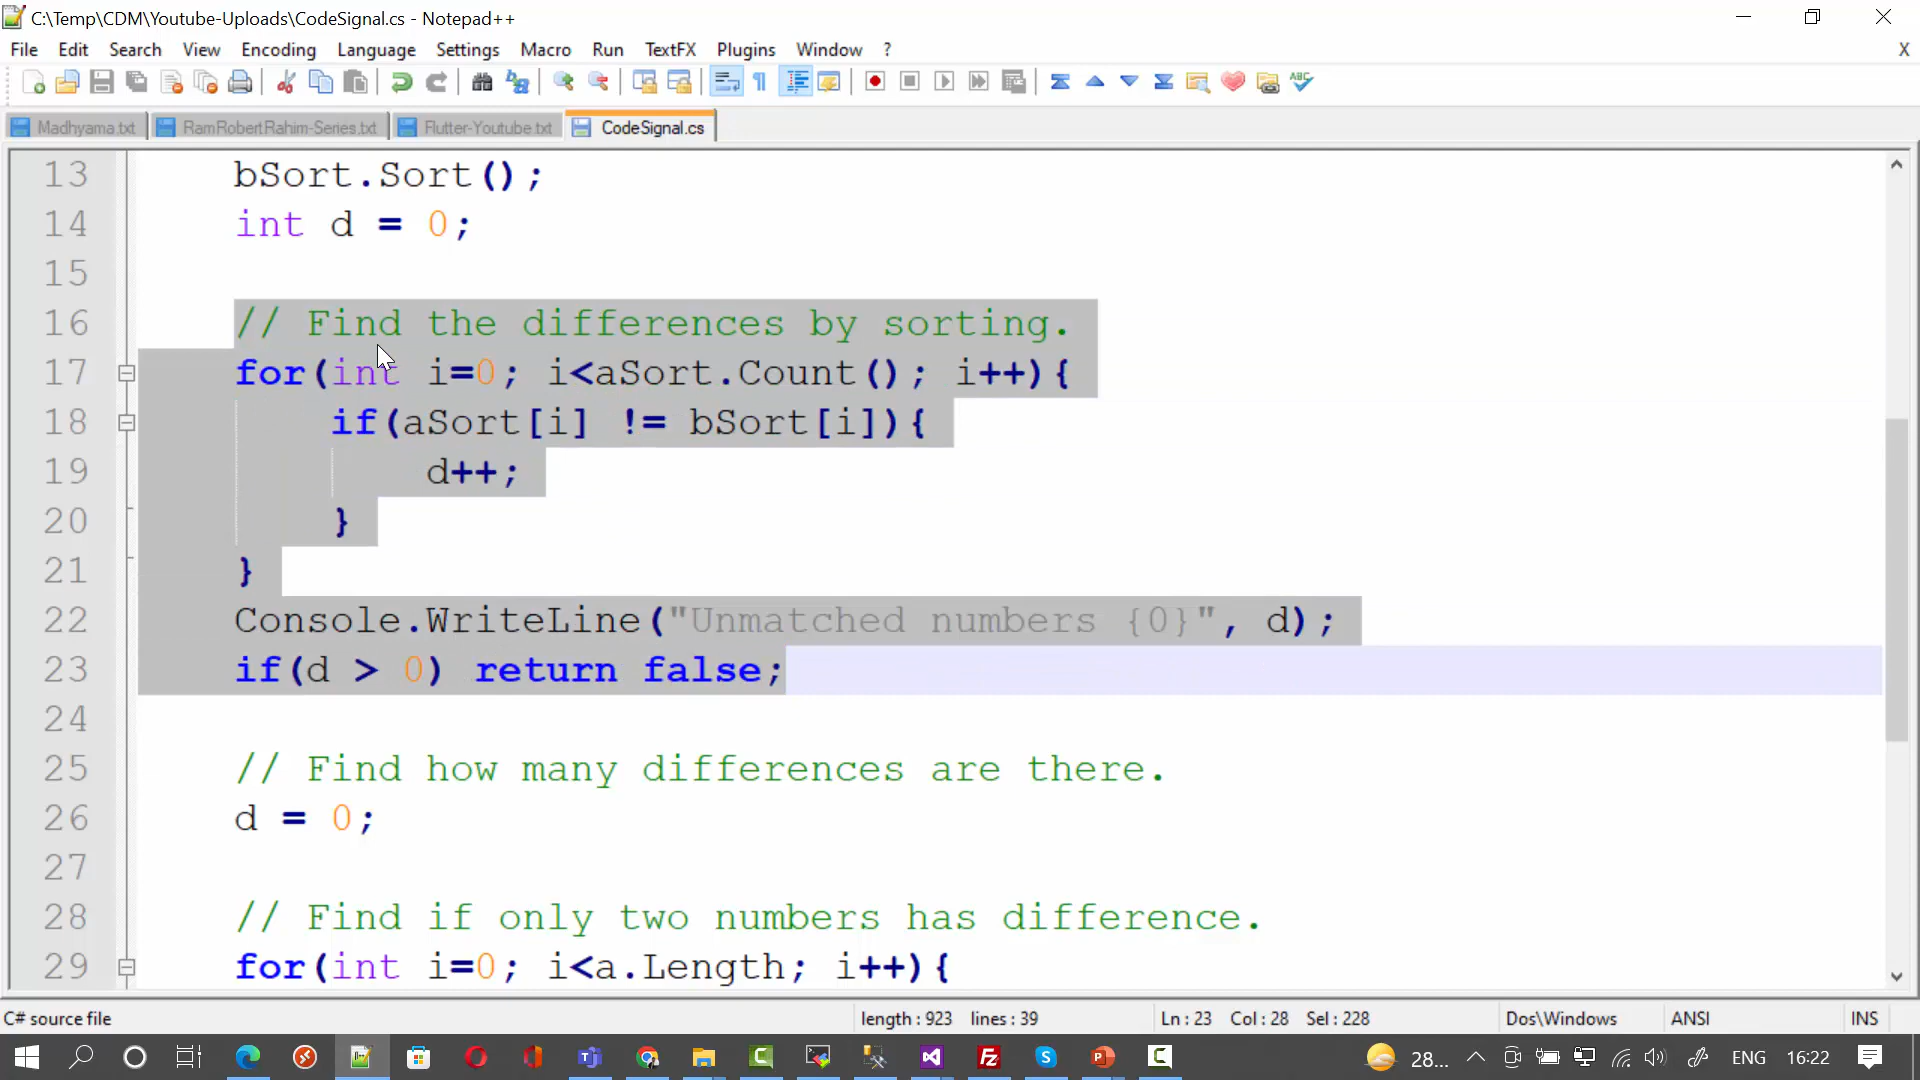 C:\Temp\CDM\Youtube-Uploads\CodeSignal.cs - Notepad++
File Edit Search View Encoding Language Settings Macro Run TextFX Plugins Window ? X
Madhyama.txt RamRobertRahim-Series.txt Flutter-Youtube.txt CodeSignal.cs
13 bSort.Sort();
14 int d = 0;
15
16 // Find the differences by sorting.
17 for(int i=0; i<aSort.Count(); i++){
18 if(aSort[i] != bSort[i]){
19 d++;
20 }
21 }
22 Console.WriteLine("Unmatched numbers {0}", d);
23 if(d > 0) return false;
24
25 // Find how many differences are there.
26 d = 0;
27
28 // Find if only two numbers has difference.
29 for(int i=0; i<a.Length; i++){
C# source file length : 923 lines : 39 Ln : 23 Col : 28 Sel : 228 Dos\Windows ANSI INS
28... ENG 16:22